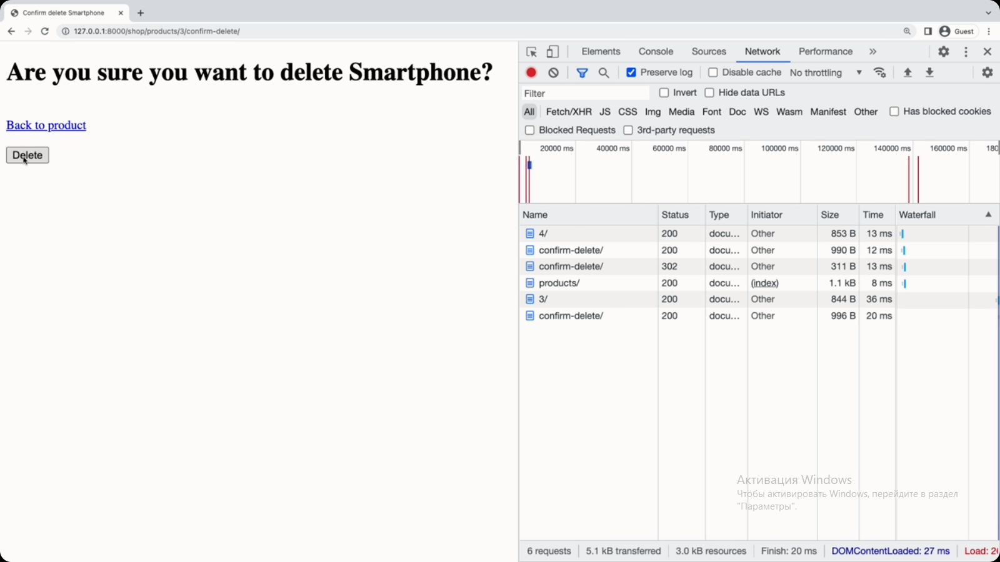 Confirm delete Smartphone
127.0.0.1:8000/shop/products/3/confirm-delete/
Guest
Are you sure you want to delete Smartphone?
Back to product
Delete
Elements Console Sources Network Performance
Preserve log Disable cache No throttling
Filter Invert Hide data URLs
All Fetch/XHR JS CSS Img Media Font Doc WS Wasm Manifest Other Has blocked cookies
Blocked Requests 3rd-party requests
20000 ms 40000 ms 60000 ms 80000 ms 100000 ms 120000 ms 140000 ms 160000 ms 180
Name Status Type Initiator Size Time Waterfall
4/ 200 docu... Other 853 B 13 ms
confirm-delete/ 200 docu... Other 990 B 12 ms
confirm-delete/ 302 docu... Other 311 B 13 ms
products/ 200 docu... (index) 1.1 kB 8 ms
3/ 200 docu... Other 844 B 36 ms
confirm-delete/ 200 docu... Other 996 B 20 ms
Активация Windows
Чтобы активировать Windows, перейдите в раздел
"Параметры".
6 requests 5.1 kB transferred 3.0 kB resources Finish: 20 ms DOMContentLoaded: 27 ms Load: